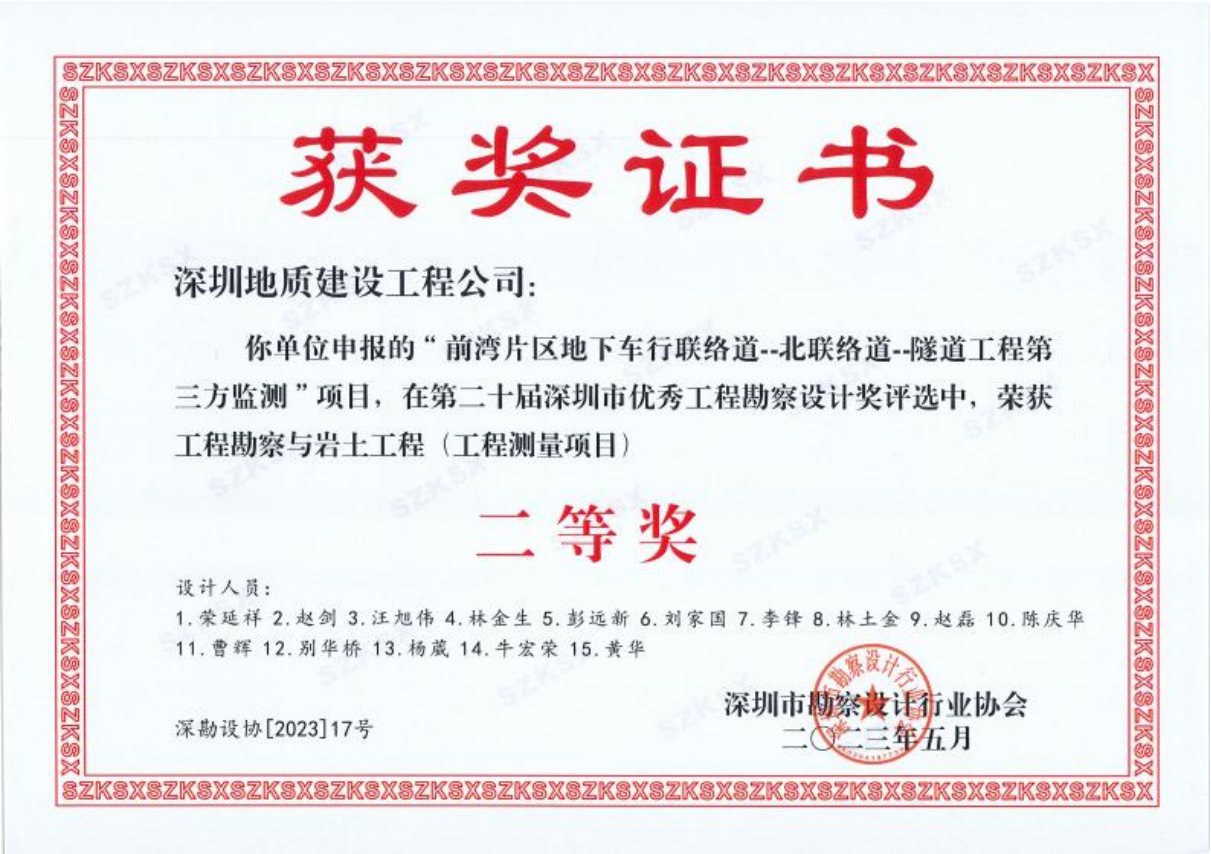 SZKSXSZKSXSZKSXSZKSXSZKSXSZKSXSZKSXSZKSXSZKSXSZKSXSZKSXSZKSXSZKSX
获奖证书
深圳地质建设工程公司：
你单位申报的“前湾片区地下车行联络道--北联络道--隧道工程第
三方监测”项目，在第二十届深圳市优秀工程勘察设计奖评选中，荣获
工程勘察与岩土工程（工程测量项目）
二等奖
设计人员：
1.荣延祥 2.赵剑 3.汪旭伟 4.林金生 5.彭远新 6.刘家国 7.李锋 8.林土金 9.赵磊 10.陈庆华
11.曹辉 12.别华桥 13.杨葳 14.牛宏荣 15.黄华
深圳市勘察设计行业协会
深勘设协[2023]17号
二〇二三年五月
SZKSXSZKSXSZKSXSZKSXSZKSXSZKSXSZKSXSZKSXSZKSXSZKSXSZKSXSZKSXSZKSX